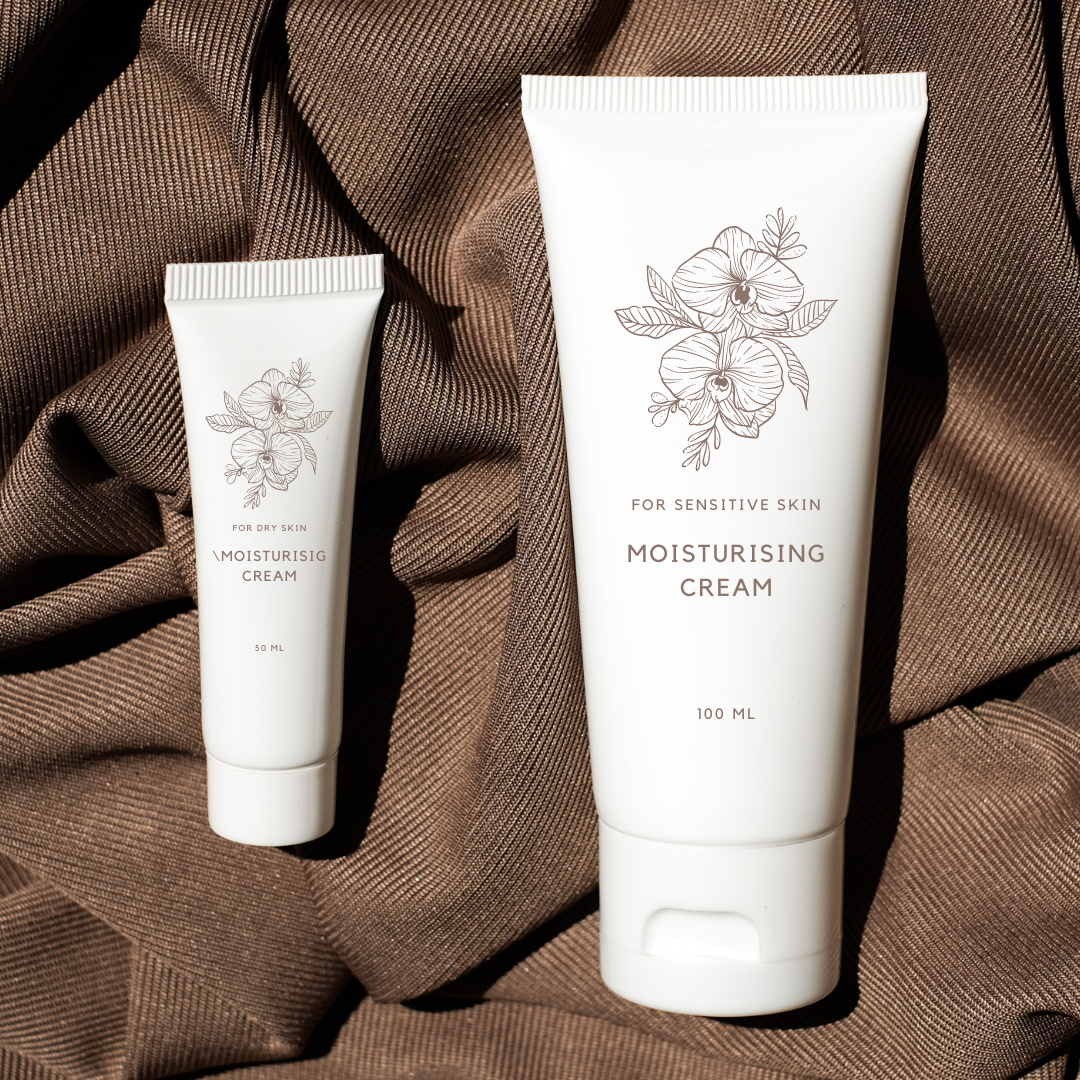 FOR DRY SKIN
\MOISTURISIG
CREAM
50 ML
FOR SENSITIVE SKIN
MOISTURISING
CREAM
100 ML